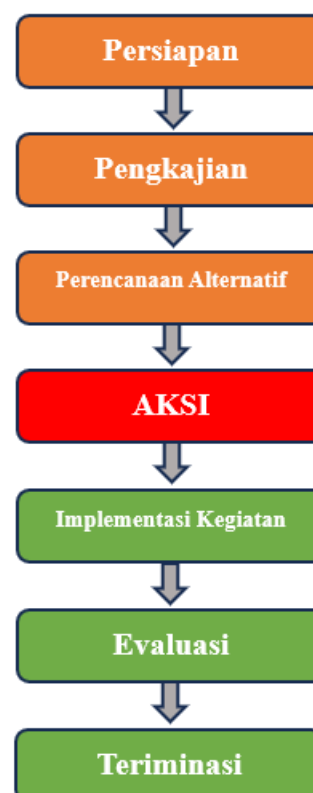 Persiapan
Pengkajian
Perencanaan Alternatif
AKSI
Implementasi Kegiatan
Evaluasi
Teriminasi